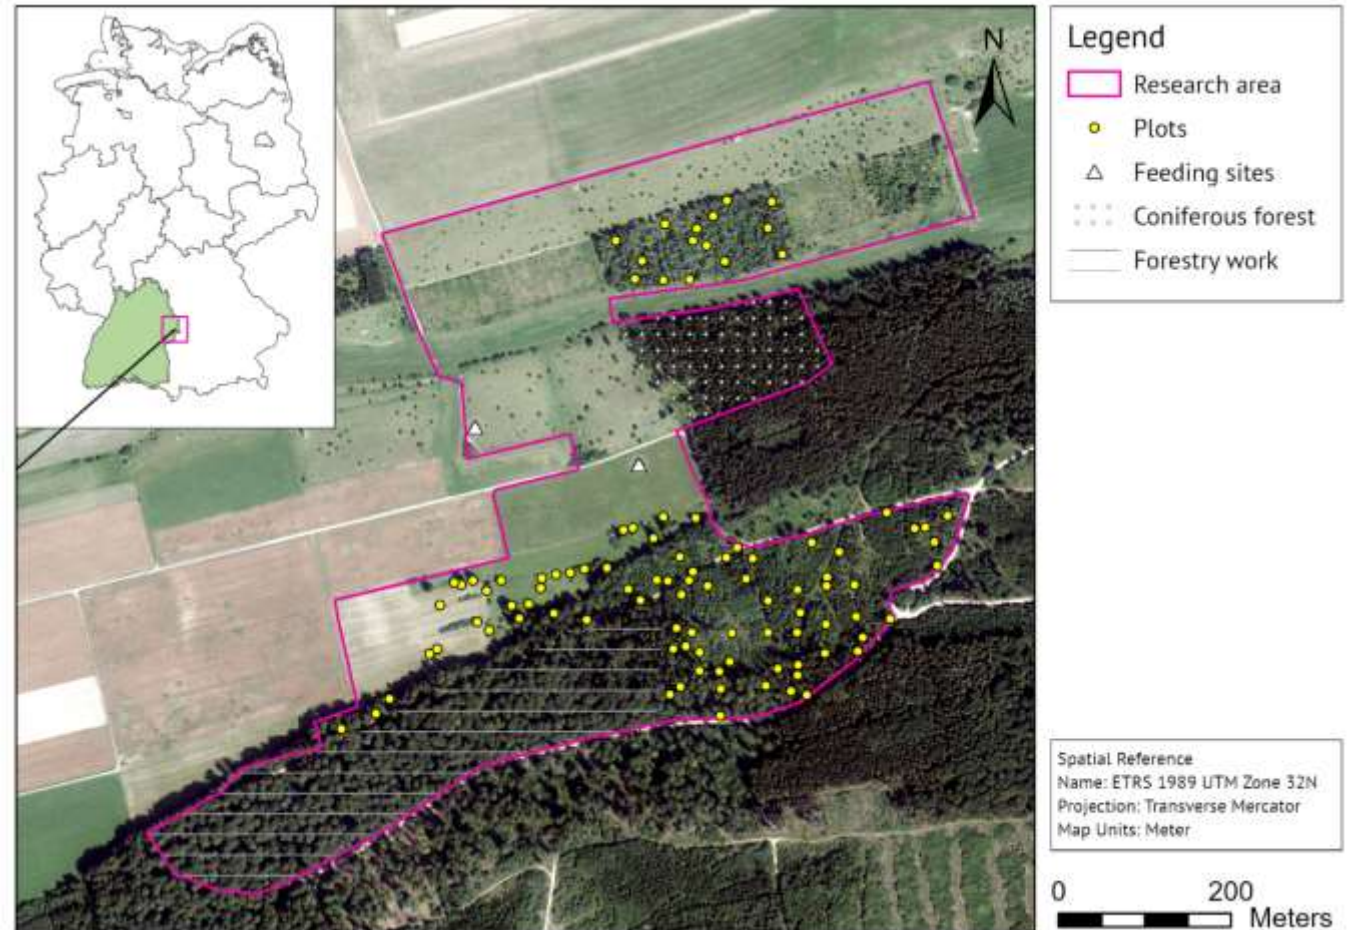 N
Legend
Research area
Plots
Feeding sites
Coniferous forest
Forestry work
Spatial Reference
Name: ETRS 1989 UTM Zone 32N
Projection: Transverse Mercator
Map Units: Meter
0 200
Meters